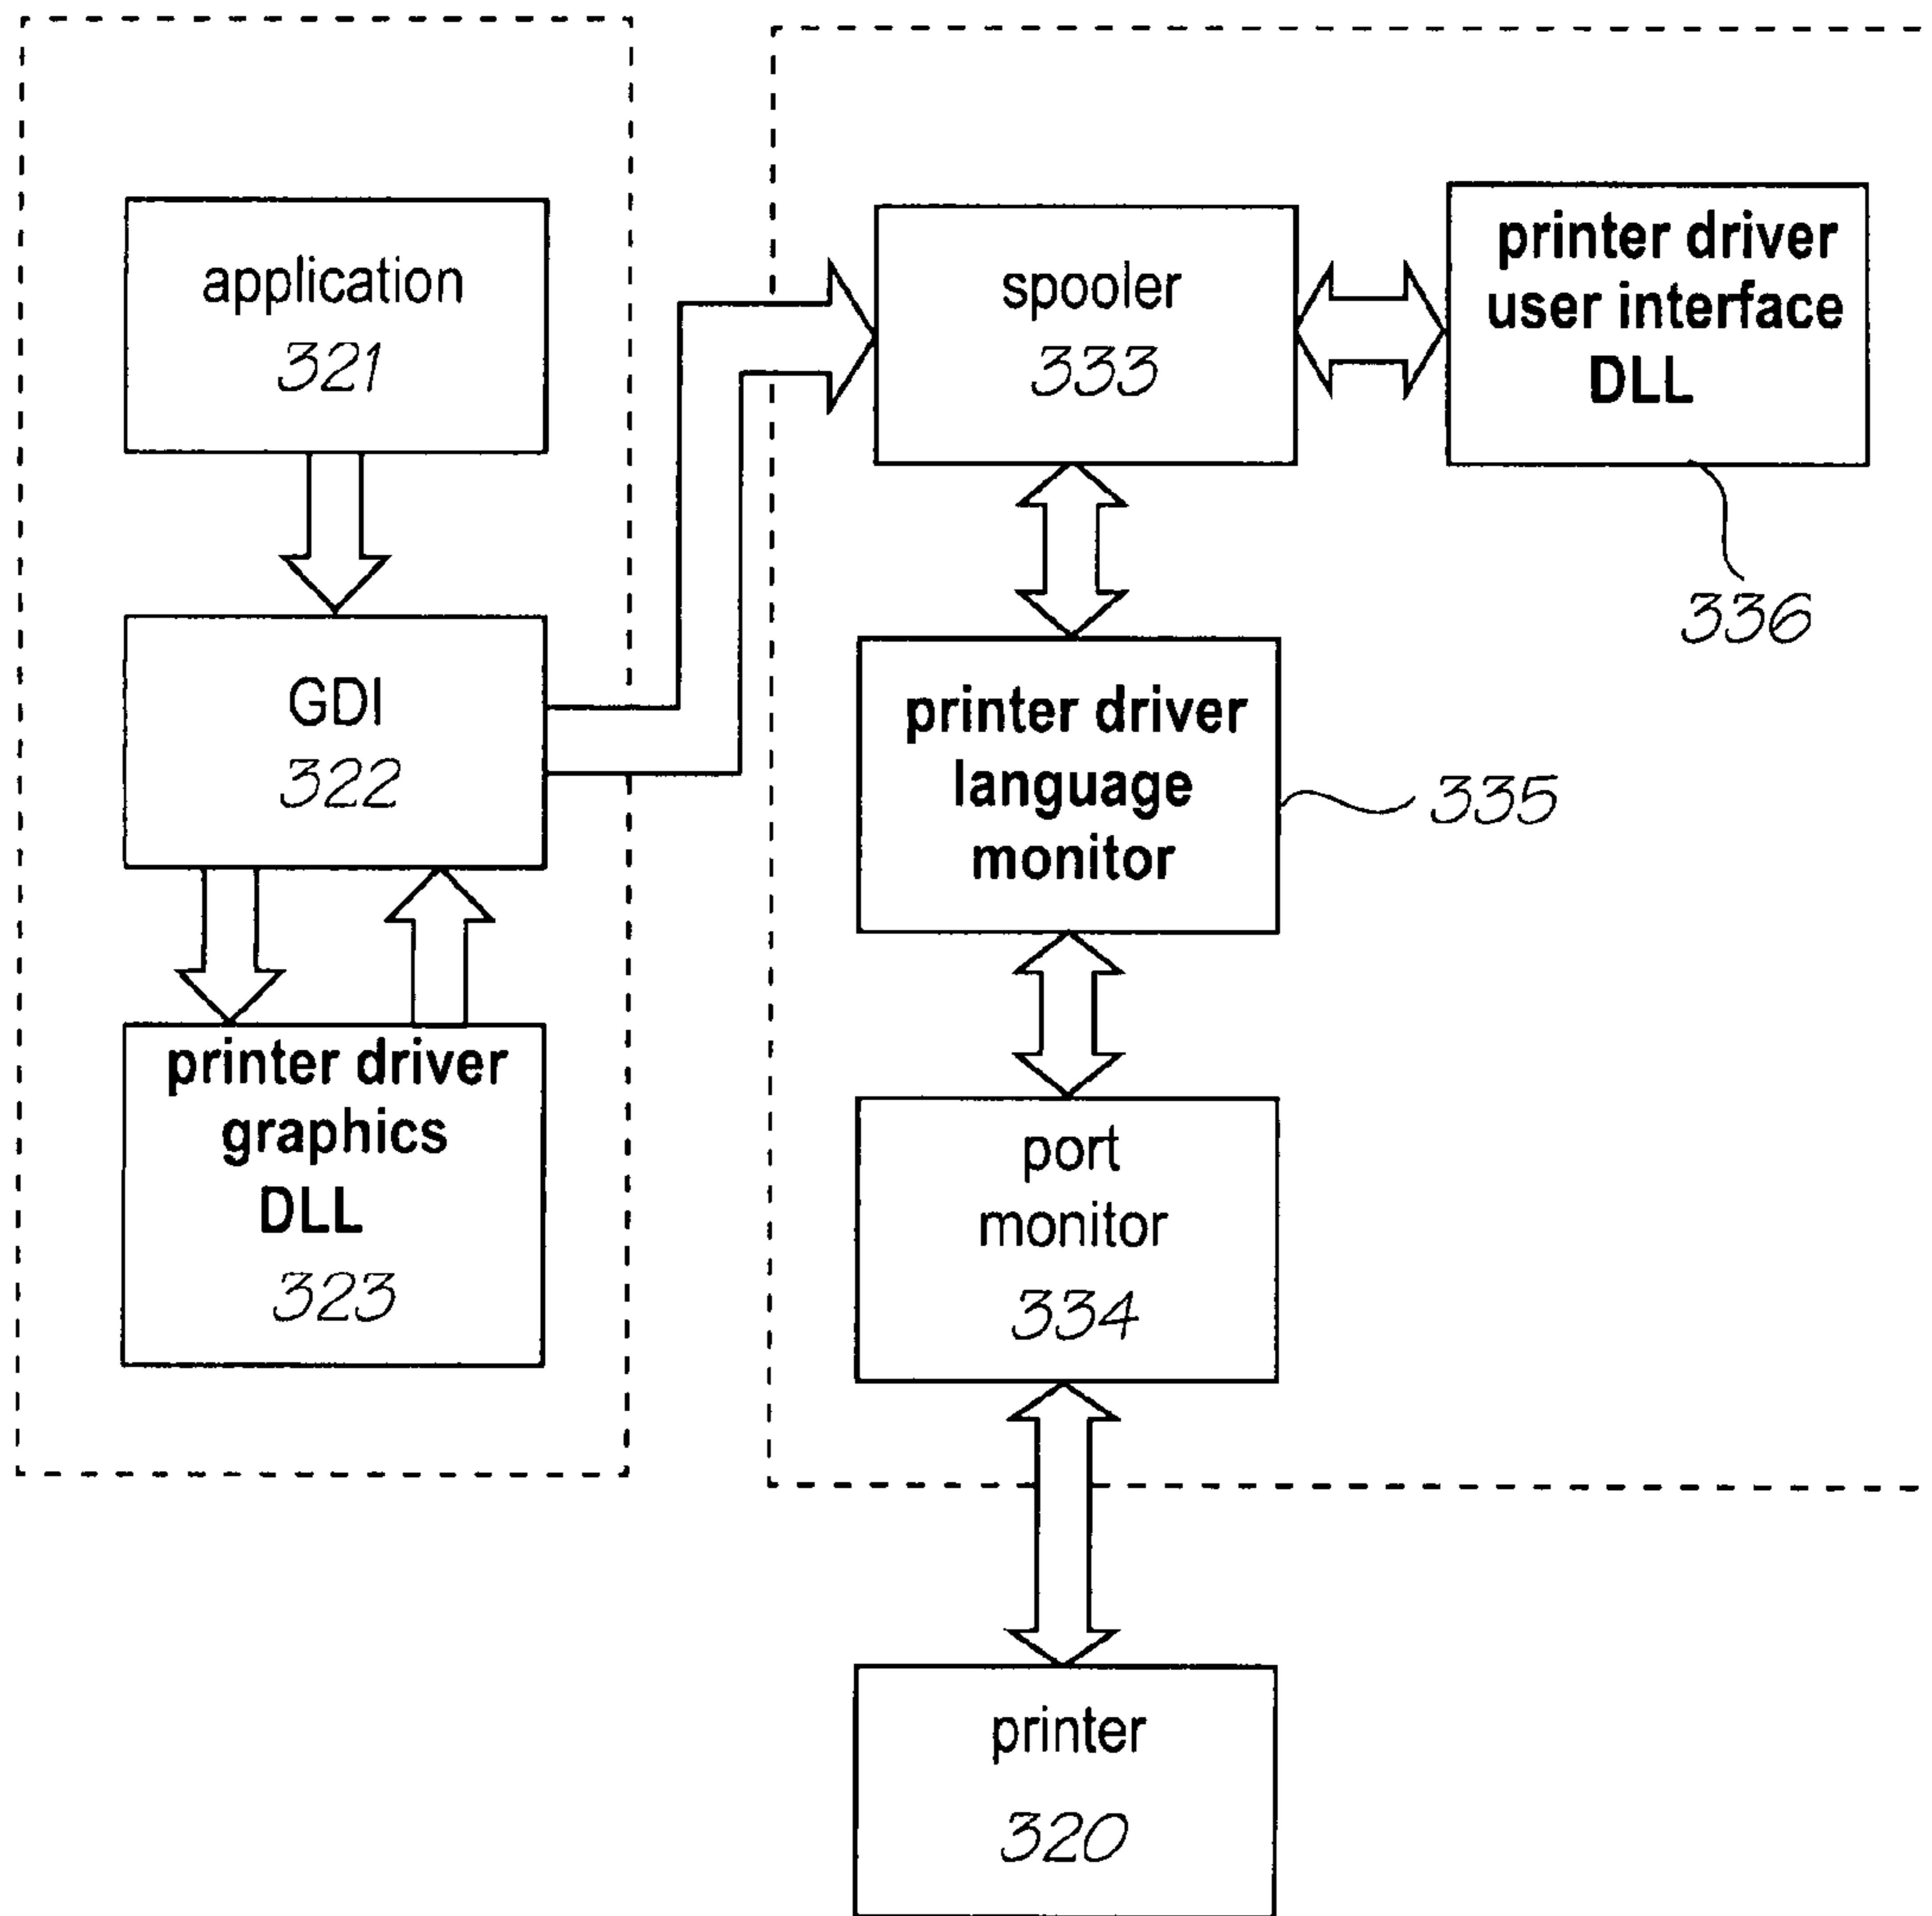 application
321
GDI
322
printer driver
graphics
DLL
323
spooler
333
printer driver
user interface
DLL
336
printer driver
language
monitor
335
port
monitor
334
printer
320